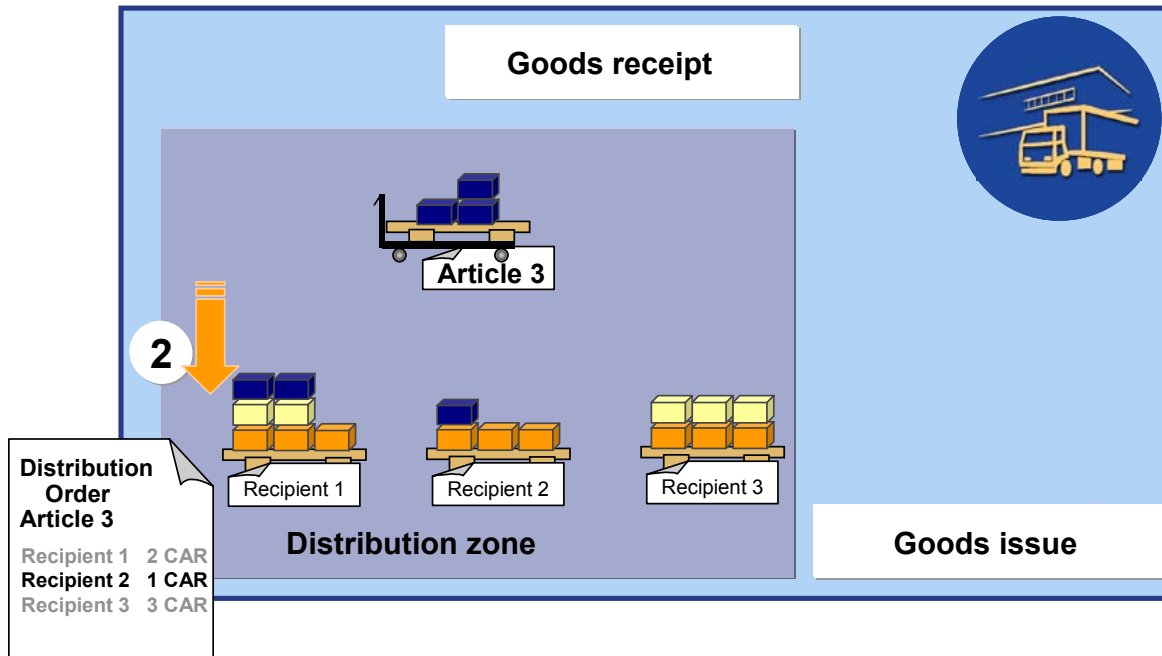 Goods receipt
Article 3
2
Recipient 1
Recipient 2
Recipient 3
Distribution
Order
Article 3
Recipient 1 2 CAR
Recipient 2 1 CAR
Recipient 3 3 CAR
Distribution zone
Goods issue